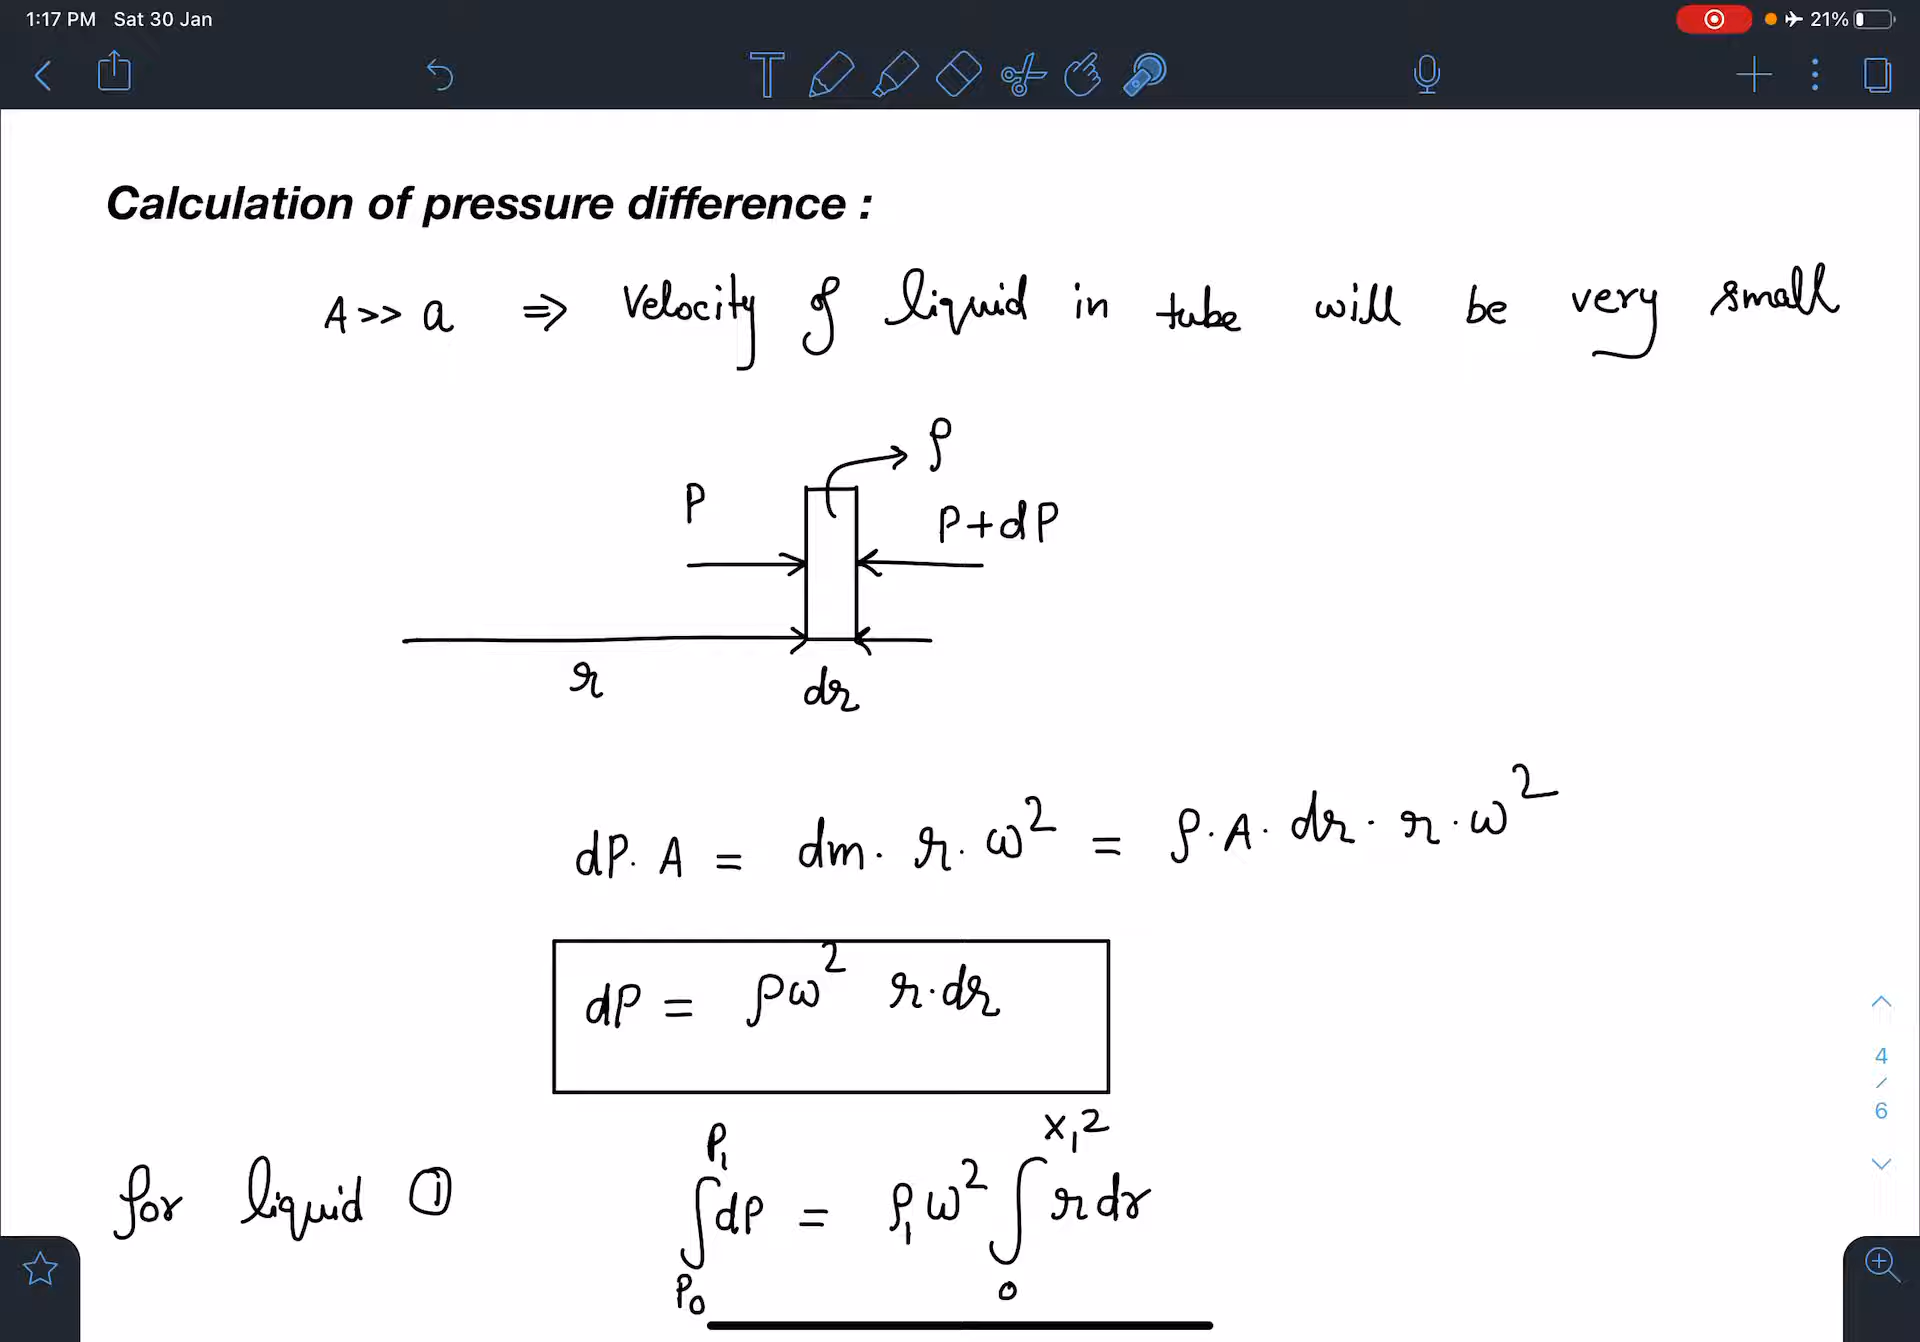 1:17 PM Sat 30 Jan
21%
Calculation of pressure difference :
A >> a ⇒ Velocity of liquid in tube will be very small
ρ
P
P+dP
r
dr
dP. A = dm. r. ω² = ρ. A. dr. r. ω²
dP = ρω² r.dr
for liquid ① ∫_{P₀}^{P₁} dP = ρ₁ω² ∫_{0}^{x₁2} r dr
4
/
6